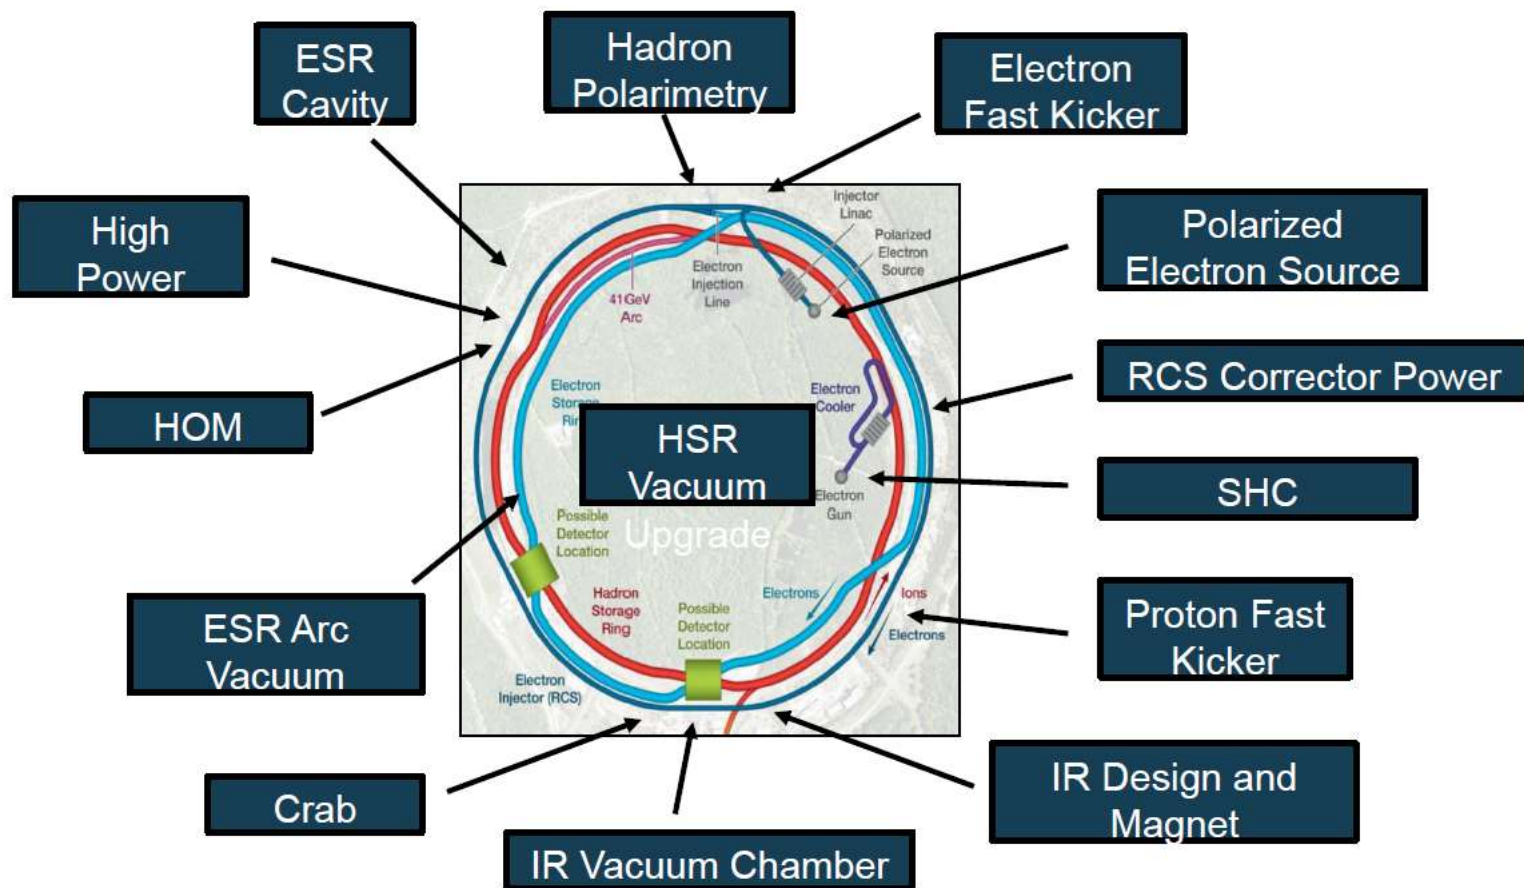 ESR
Cavity
Hadron
Polarimetry
Electron
Fast Kicker
High
Power
Polarized
Electron Source
HOM
RCS Corrector Power
HSR
Vacuum
Upgrade
SHC
ESR Arc
Vacuum
Proton Fast
Kicker
Crab
IR Vacuum Chamber
IR Design and
Magnet
Injector
Linac
Polarized
Electron
Source
Electron
Injection
Line
41GeV
Arc
Electron
Storage
Electron
Cooler
Electron
Gun
Possible
Detector
Location
Hadron
Storage
Ring
Possible
Detector
Location
Electrons
Ions
Electrons
Electron
Injector (RCS)